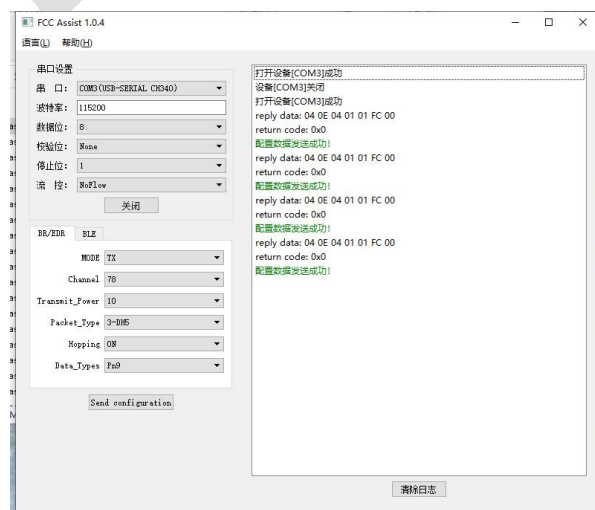 FCC Assist 1.0.4
语言(L) 帮助(H)
串口设置
串 口: COM3(USB-SERIAL CH340)
波特率: 115200
数据位: 8
校验位: None
停止位: 1
流 控: NoFlow
关闭
BR/EDR BLE
MODE TX
Channel 78
Transmit_Power 10
Packet_Type 3-DH5
Hopping ON
Data_Types Pn9
Send configuration
打开设备[COM3]成功
设备[COM3]关闭
打开设备[COM3]成功
reply data: 04 0E 04 01 01 FC 00
return code: 0x0
配置数据发送成功!
reply data: 04 0E 04 01 01 FC 00
return code: 0x0
配置数据发送成功!
reply data: 04 0E 04 01 01 FC 00
return code: 0x0
配置数据发送成功!
reply data: 04 0E 04 01 01 FC 00
return code: 0x0
配置数据发送成功!
清除日志